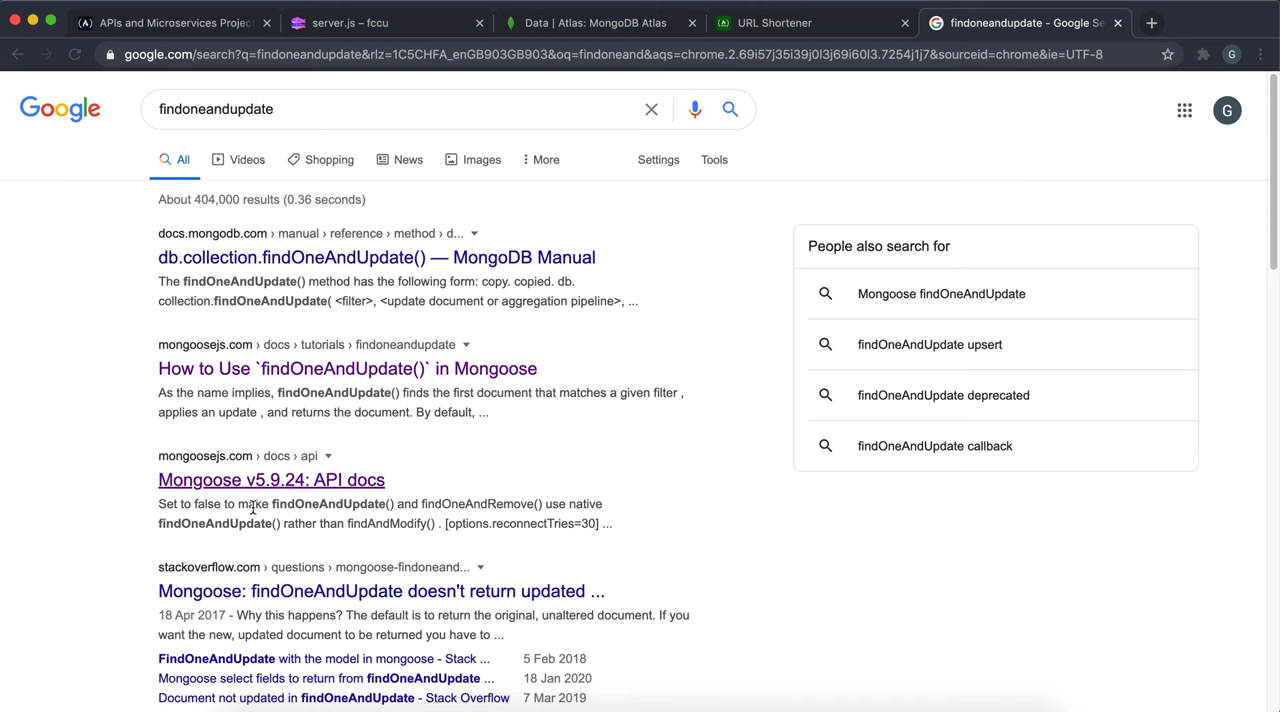 APIs and Microservices Project
server.js – fccu
Data | Atlas: MongoDB Atlas
URL Shortener
findoneandupdate - Google Se
google.com/search?q=findoneandupdate&rlz=1C5CHFA_enGB903GB903&oq=findoneand&aqs=chrome.2.69i57j35i39j0l3j69i60l3.7254j1j7&sourceid=chrome&ie=UTF-8
G
Google
findoneandupdate
G
All
Videos
Shopping
News
Images
More
Settings
Tools
About 404,000 results (0.36 seconds)
docs.mongodb.com › manual › reference › method › d...
db.collection.findOneAndUpdate() — MongoDB Manual
The findOneAndUpdate() method has the following form: copy. copied. db.
collection.findOneAndUpdate( <filter>, <update document or aggregation pipeline>, ...
mongoosejs.com › docs › tutorials › findoneandupdate
How to Use `findOneAndUpdate()` in Mongoose
As the name implies, findOneAndUpdate() finds the first document that matches a given filter ,
applies an update , and returns the document. By default, ...
mongoosejs.com › docs › api
Mongoose v5.9.24: API docs
Set to false to make findOneAndUpdate() and findOneAndRemove() use native
findOneAndUpdate() rather than findAndModify() . [options.reconnectTries=30] ...
stackoverflow.com › questions › mongoose-findoneand...
Mongoose: findOneAndUpdate doesn't return updated ...
18 Apr 2017 - Why this happens? The default is to return the original, unaltered document. If you
want the new, updated document to be returned you have to ...
FindOneAndUpdate with the model in mongoose - Stack ... 5 Feb 2018
Mongoose select fields to return from findOneAndUpdate ... 18 Jan 2020
Document not updated in findOneAndUpdate - Stack Overflow 7 Mar 2019
People also search for
Mongoose findOneAndUpdate
findOneAndUpdate upsert
findOneAndUpdate deprecated
findOneAndUpdate callback